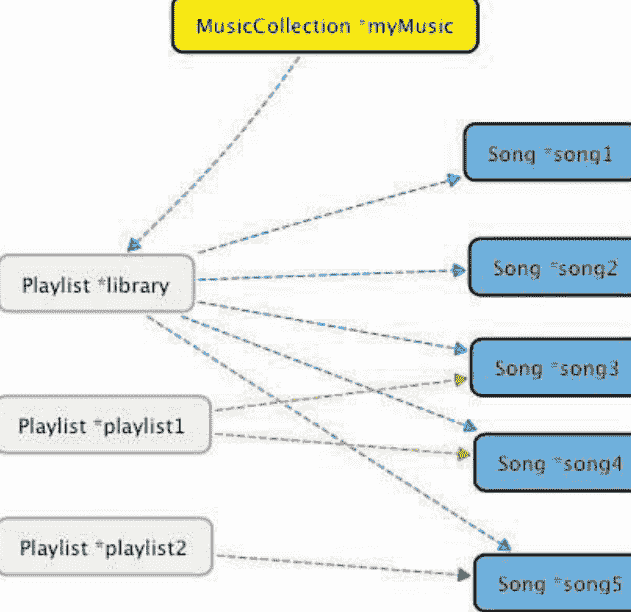 MusicCollection *myMusic
Song *song1
Song *song2
Playlist *library
Song *song3
Playlist *playlist1
Song *song4
Playlist *playlist2
Song *song5